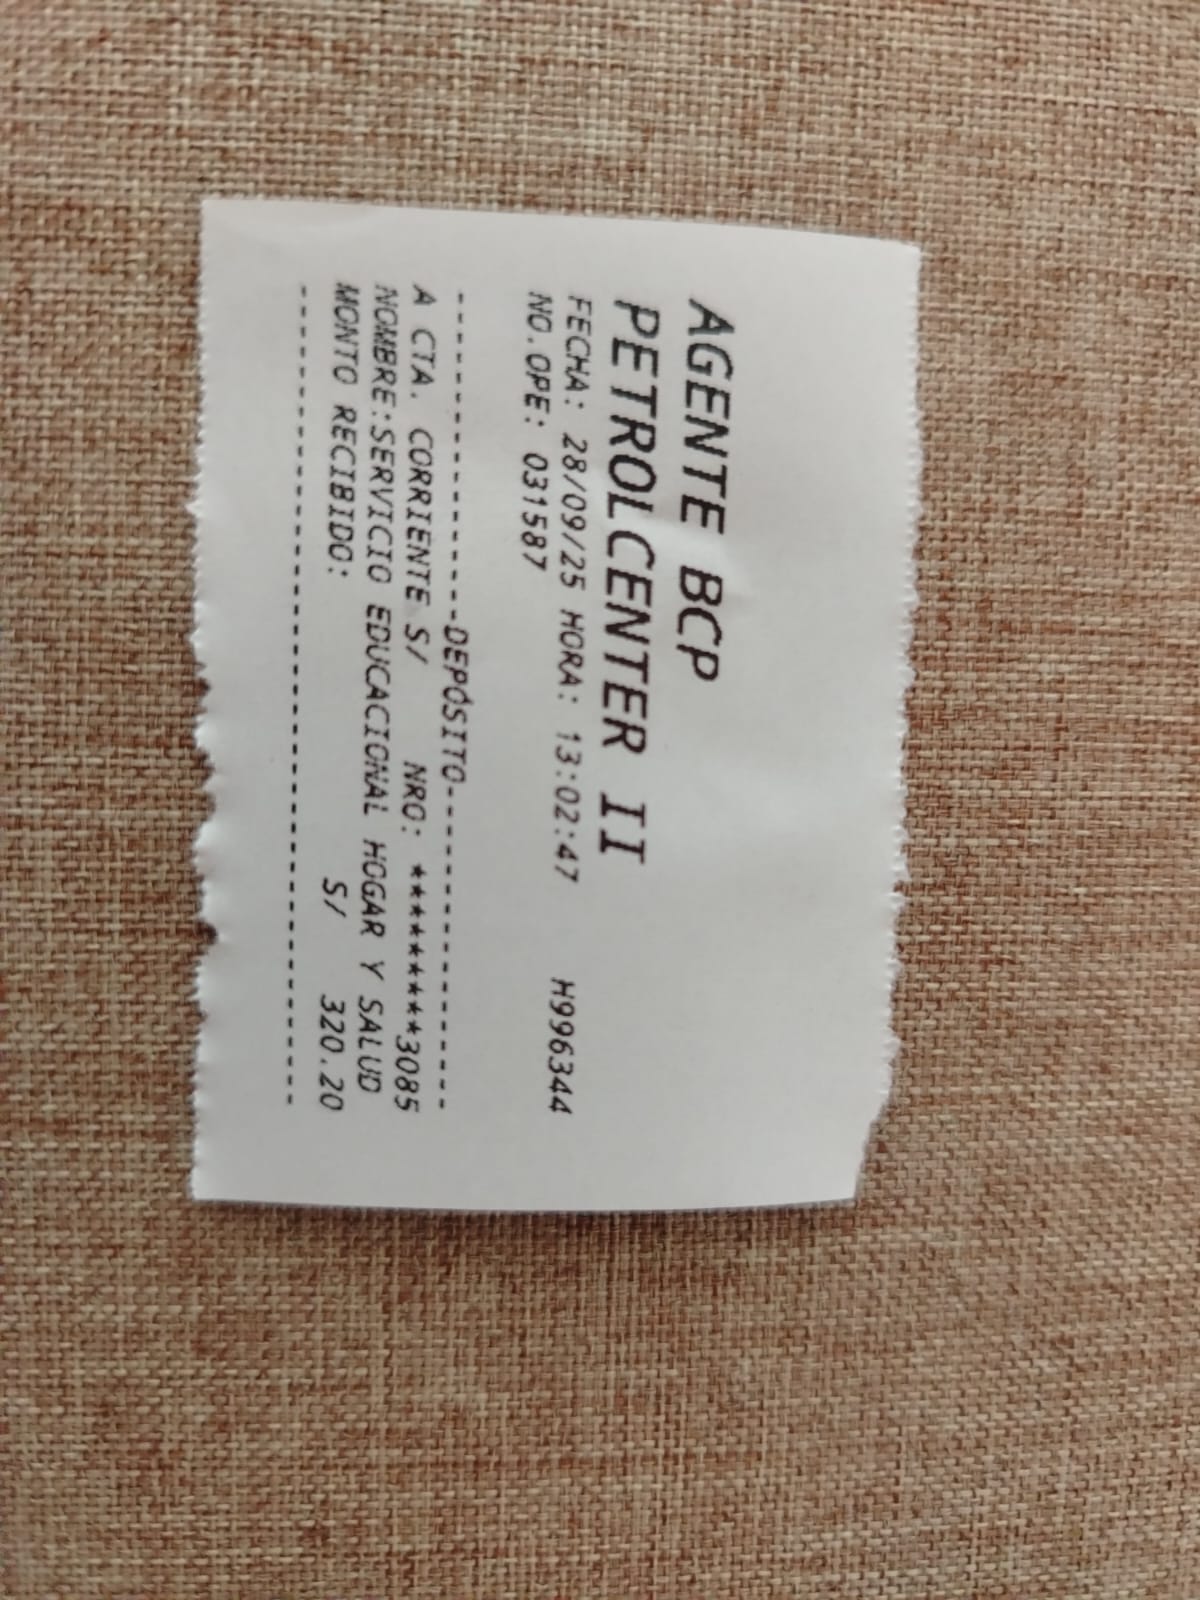 AGENTE BCP
PETROLCENTER II
FECHA: 28/09/25 HORA: 13:02:47 H996344
NO.OPE: 031587
--------------------DEPÓSITO--------------------
A CTA. CORRIENTE S/ NRO: **********3085
NOMBRE:SERVICIO EDUCACIONAL HOGAR Y SALUD
MONTO RECIBIDO: S/ 320.20
------------------------------------------------